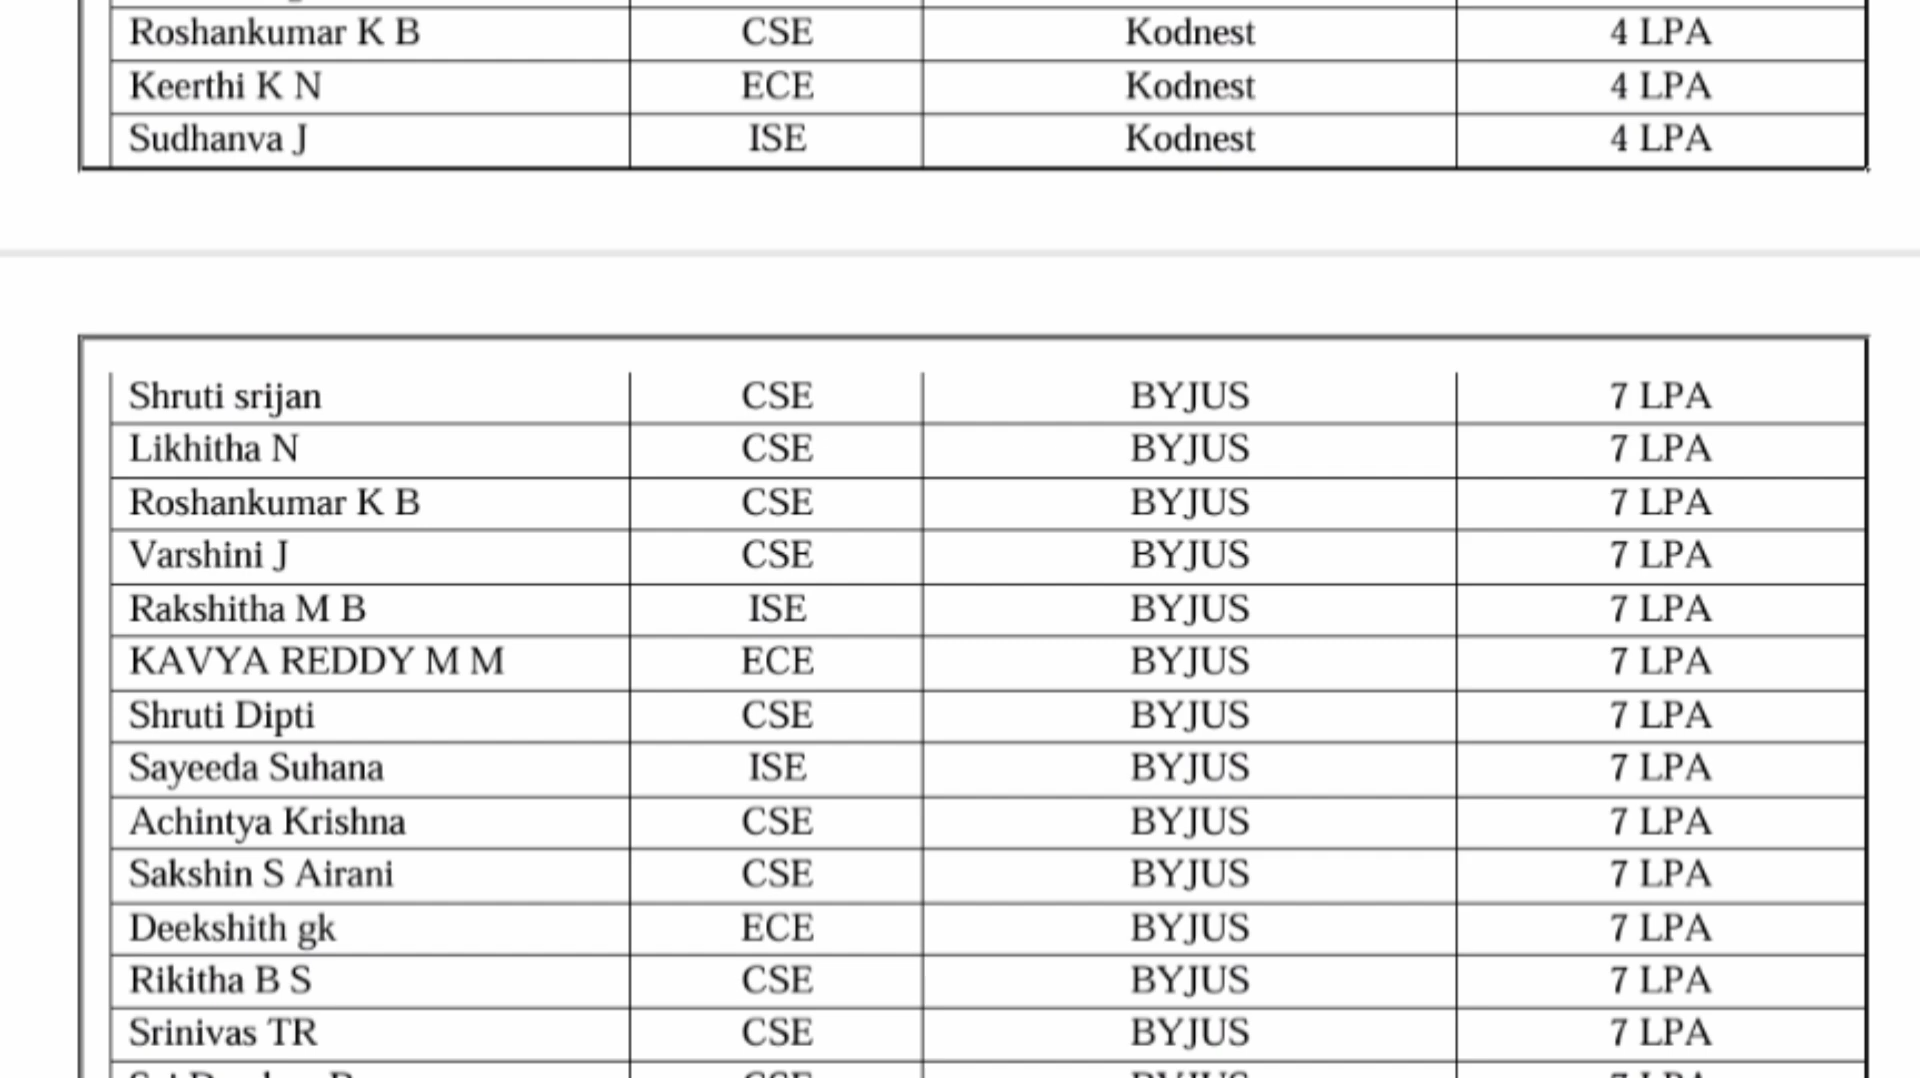 Roshankumar K B CSE Kodnest 4 LPA
Keerthi K N ECE Kodnest 4 LPA
Sudhanva J ISE Kodnest 4 LPA
Shruti srijan CSE BYJUS 7 LPA
Likhitha N CSE BYJUS 7 LPA
Roshankumar K B CSE BYJUS 7 LPA
Varshini J CSE BYJUS 7 LPA
Rakshitha M B ISE BYJUS 7 LPA
KAVYA REDDY M M ECE BYJUS 7 LPA
Shruti Dipti CSE BYJUS 7 LPA
Sayeeda Suhana ISE BYJUS 7 LPA
Achintya Krishna CSE BYJUS 7 LPA
Sakshin S Airani CSE BYJUS 7 LPA
Deekshith gk ECE BYJUS 7 LPA
Rikitha B S CSE BYJUS 7 LPA
Srinivas TR CSE BYJUS 7 LPA